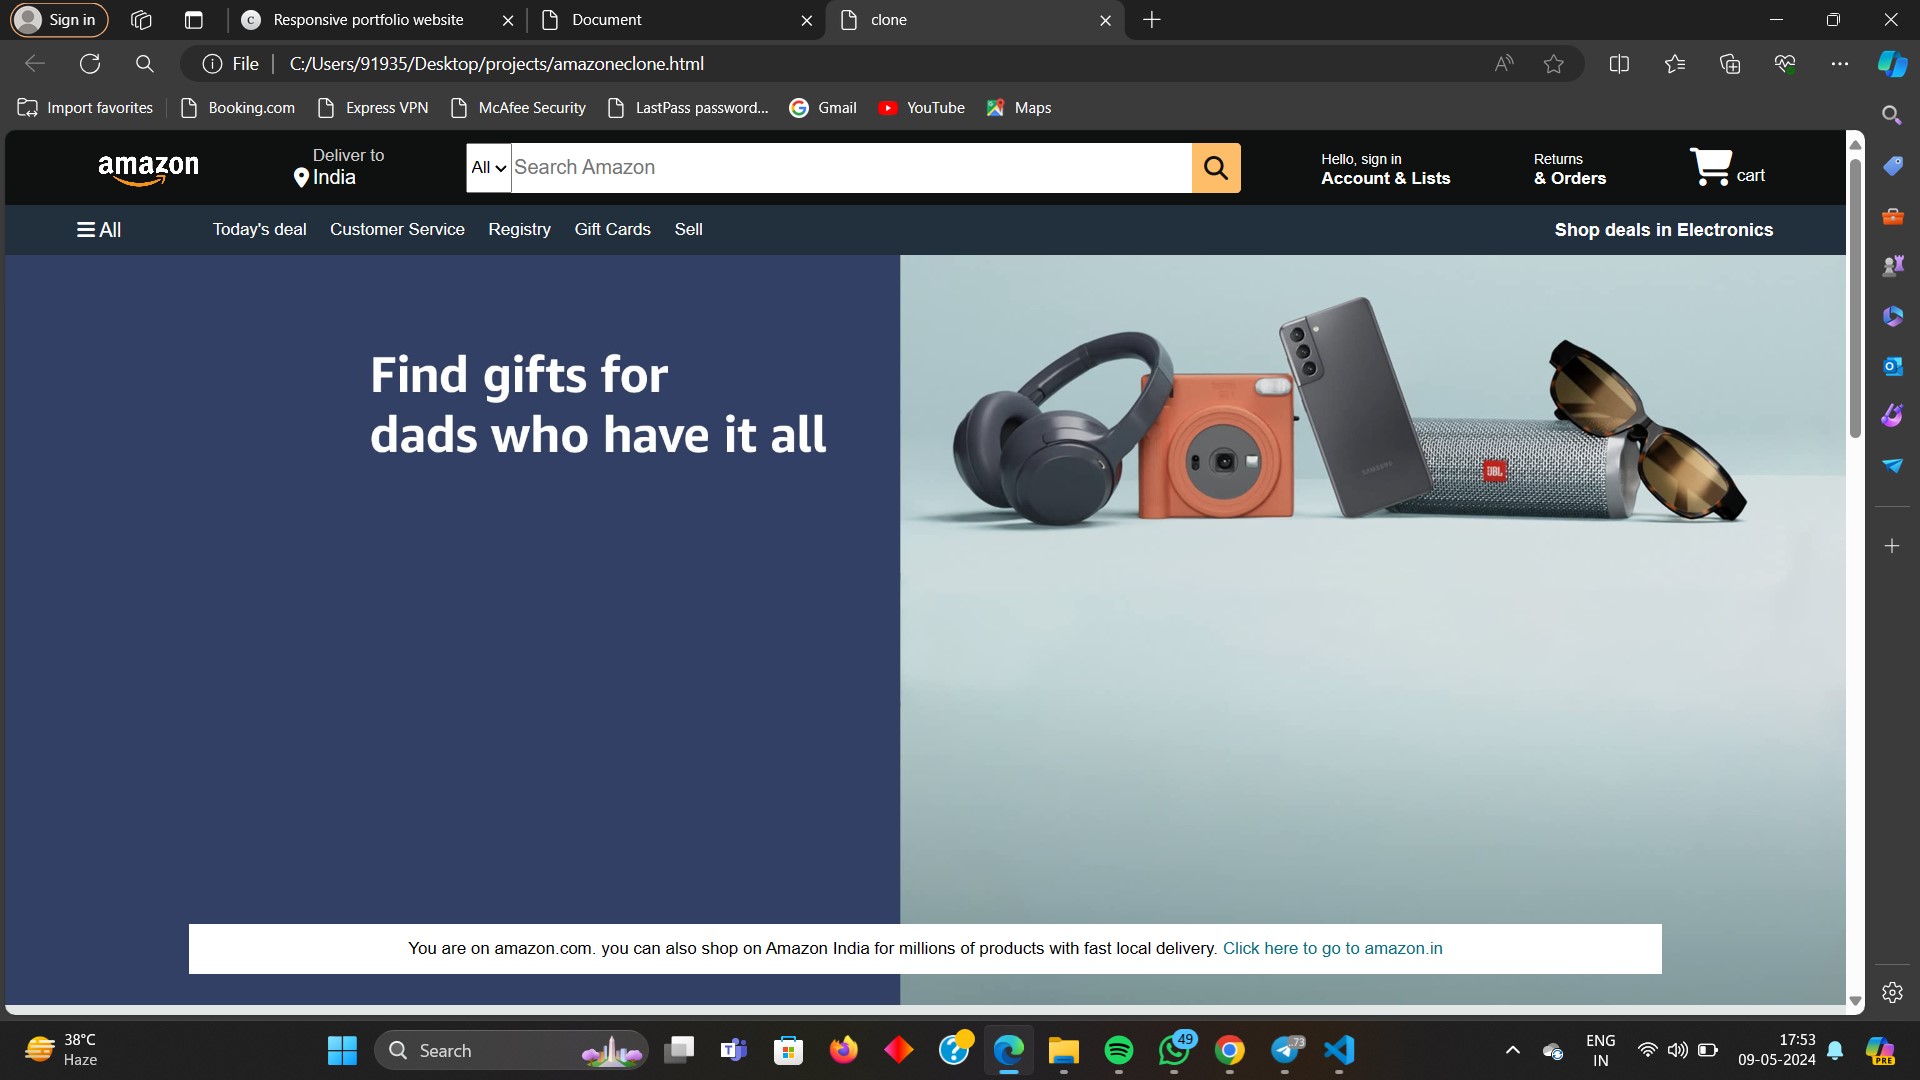 Sign in
Responsive portfolio website
Document
clone
File
C:/Users/91935/Desktop/projects/amazoneclone.html
Import favorites
Booking.com
Express VPN
McAfee Security
LastPass password...
Gmail
YouTube
Maps
amazon
Deliver to
India
All
Search Amazon
Hello, sign in
Account & Lists
Returns
& Orders
cart
All
Today's deal
Customer Service
Registry
Gift Cards
Sell
Shop deals in Electronics
Find gifts for
dads who have it all
SAMSUNG
JBL
You are on amazon.com. you can also shop on Amazon India for millions of products with fast local delivery. Click here to go to amazon.in
38°C
Haze
Search
49
73
ENG
IN
17:53
09-05-2024
PRE